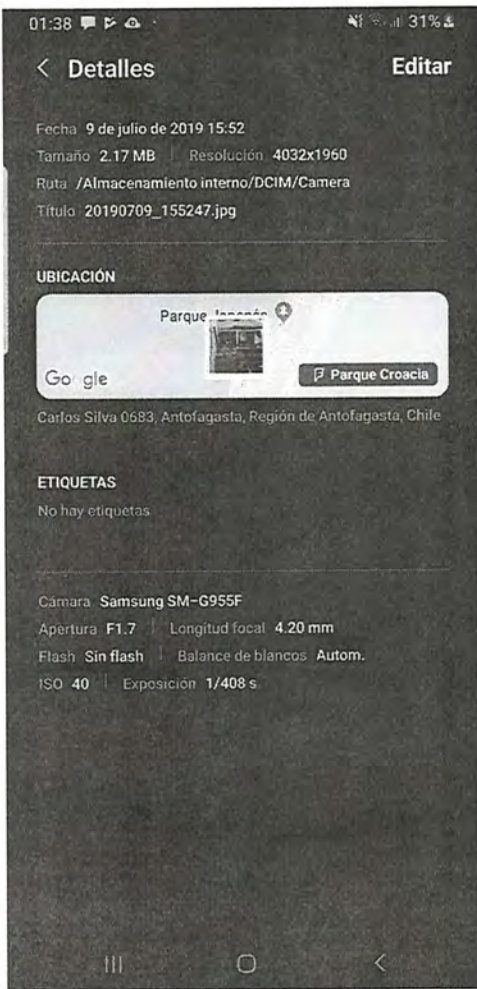 01:38
31%
< Detalles Editar
Fecha 9 de julio de 2019 15:52
Tamaño 2.17 MB | Resolución 4032x1960
Ruta /Almacenamiento interno/DCIM/Camera
Título 20190709_155247.jpg
UBICACIÓN
Parque
Google
Parque Croacia
Carlos Silva 0683, Antofagasta, Región de Antofagasta, Chile
ETIQUETAS
No hay etiquetas
Cámara Samsung SM-G955F
Apertura F1.7 | Longitud focal 4.20 mm
Flash Sin flash | Balance de blancos Autom.
ISO 40 | Exposición 1/408 s